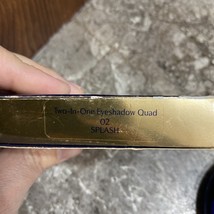 Two-In-One Eyeshadow Quad
02
SPLASH